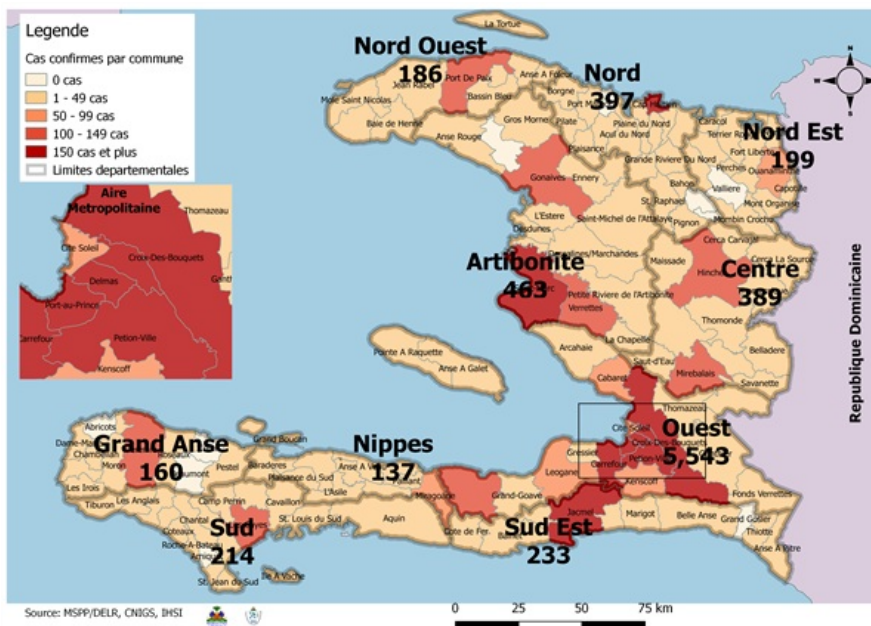 Legende
Cas confirmes par commune
0 cas
1 - 49 cas
50 - 99 cas
100 - 149 cas
150 cas et plus
Limites departementales
Aire
Metropolitaine
Thomazeau
Cite Soleil
Croix-Des-Bouquets
Delmas
Port-au-Prince
Carrefour
Petion-Ville
Kenscoff
La Tortue
Nord Ouest
186
Port De Paix
Jean Rabel
Mole Saint Nicolas
Bassin Bleu
Baie de Henne
Anse A Foleur
Nord
397
Borgne
Gros Morne
Pilate
Plaine du Nord
Acul du Nord
Plaisance
Anse Rouge
Caracol
Nord Est
199
Fort Liberte
Perches
Ouanaminthe
Capotille
Valliere
Mont Organise
Mombin Crochu
Grande Riviere Du Nord
Bahon
St. Raphael
Pignon
Gonaives
Ennery
Saint-Michel de l'Attalaye
L'Estere
Desdunes
Dessalines/Marchandes
Artibonite
463
Petite Riviere de l'Artibonite
Verrettes
La Chapelle
Cerca Carvajal
Cerca La Source
Maissade
Centre
389
Thomonde
Belladere
Saut-d'Eau
Mirebalais
Savanette
Arcahaie
Cabaret
Pointe A Raquette
Anse A Galet
Thomazeau
Cite Soleil
Ouest
5,543
Croix-Des-Bouquets
Gressier
Carrefour
Leogane
Kenscoff
Fonds Verrettes
Abricots
Grand Anse
160
Chambellan
Moron
Les Irois
Pestel
Grand Boucan
Baraderes
Nippes
137
Plaisance du Sud
L'Asile
Miragoane
Grand-Goave
Tiburon
Les Anglais
Camp Perrin
Cavaillon
Chantal
Coteaux
Roche-A-Bateau
Sud
214
St. Louis du Sud
Aquin
Cote de Fer
St. Jean du Sud
Ile A Vache
Jacmel
Sud Est
233
Marigot
Belle Anse
Grand Gosier
Thiotte
Anse A Pitre
Republique Dominicaine
N
W
E
S
Source: MSPP/DELR, CNIGS, IHSI
0 25 50 75 km